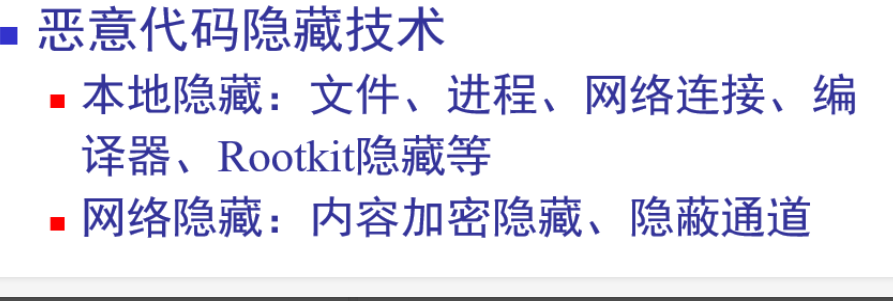 恶意代码隐藏技术
本地隐藏：文件、进程、网络连接、编
译器、Rootkit隐藏等
网络隐藏：内容加密隐藏、隐蔽通道